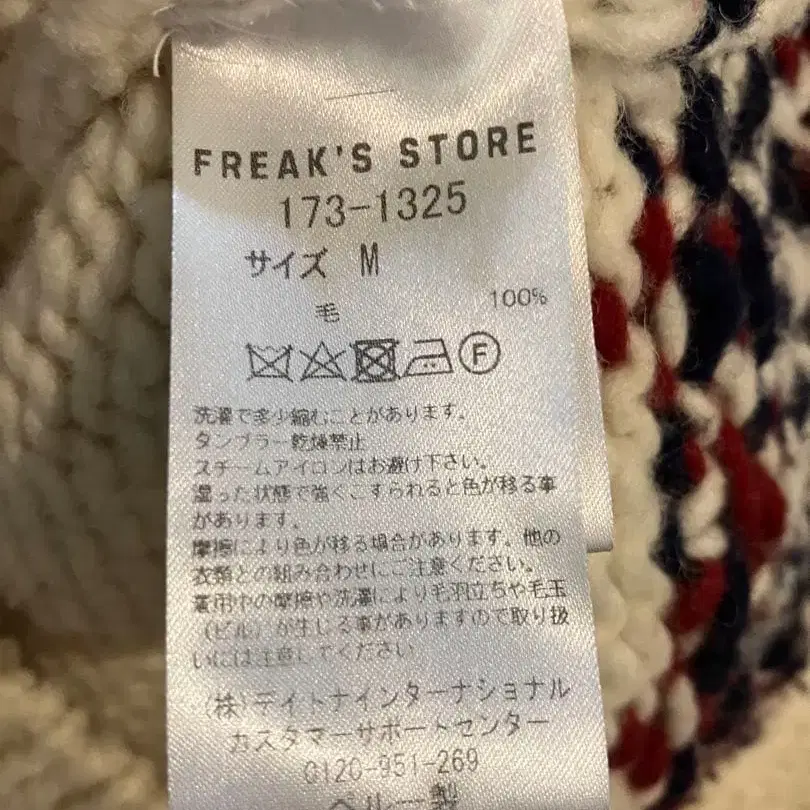 FREAK'S STORE
173-1325
サイズ M
毛 100%
F
洗濯で多少縮むことがあります。
タンブラー乾燥禁止
スチームアイロンはお避け下さい。
湿った状態で強くこすられると色が移る事
があります。
摩擦により色が移る場合があります。他の
衣類との組み合わせにご注意ください。
着用中の摩擦や洗濯により毛羽立ちや毛玉
（ピル）が生じる事がありますので取り扱
いには注意してください
（株）デイトナインターナショナル
カスタマーサポートセンター
0120-951-269
ペルー製